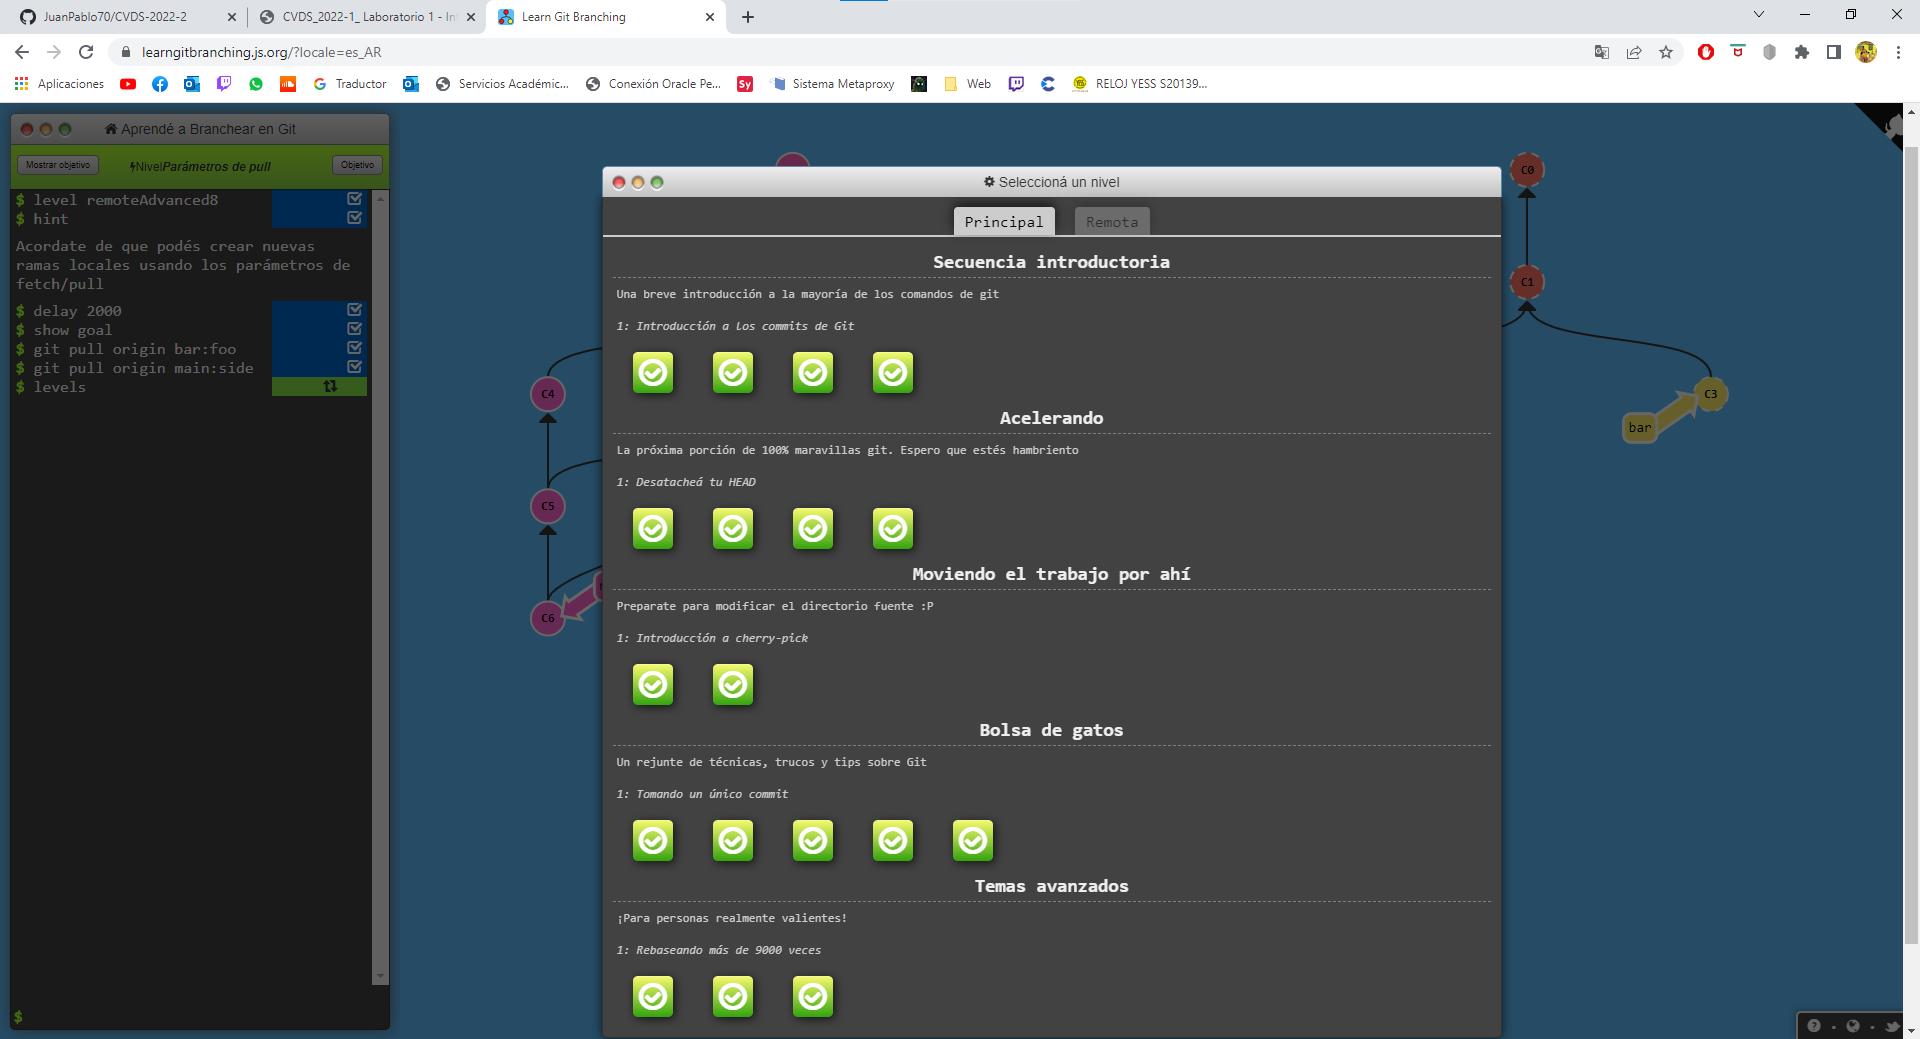 JuanPablo70/CVDS-2022-2
CVDS_2022-1_ Laboratorio 1 - In
Learn Git Branching
learngitbranching.js.org/?locale=es_AR
Aplicaciones
Traductor
Servicios Académic...
Conexión Oracle Pe...
Sy
Sistema Metaproxy
Web
RELOJ YESS S20139...
Aprendé a Branchear en Git
Mostrar objetivo
Nivel Parámetros de pull
Objetivo
$ level remoteAdvanced8
$ hint
Acordate de que podés crear nuevas
ramas locales usando los parámetros de
fetch/pull
$ delay 2000
$ show goal
$ git pull origin bar:foo
$ git pull origin main:side
$ levels
$
C4
C5
C6
Seleccioná un nivel
Principal
Remota
Secuencia introductoria
Una breve introducción a la mayoría de los comandos de git
1: Introducción a los commits de Git
Acelerando
La próxima porción de 100% maravillas git. Espero que estés hambriento
1: Desatacheá tu HEAD
Moviendo el trabajo por ahí
Preparate para modificar el directorio fuente :P
1: Introducción a cherry-pick
Bolsa de gatos
Un rejunte de técnicas, trucos y tips sobre Git
1: Tomando un único commit
Temas avanzados
¡Para personas realmente valientes!
1: Rebaseando más de 9000 veces
C0
C1
C3
bar